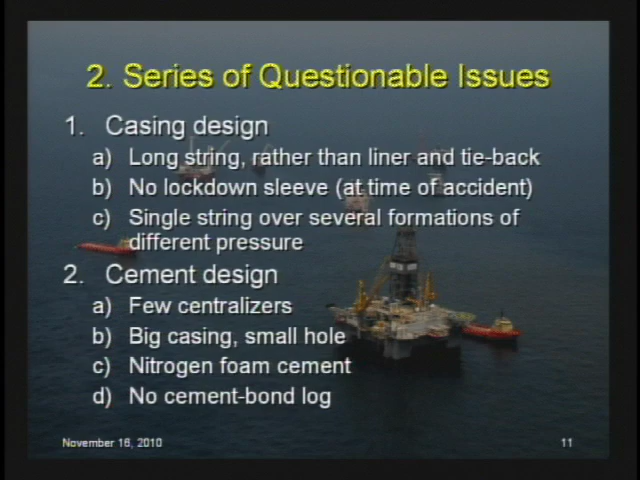 2. Series of Questionable Issues
1. Casing design
a) Long string, rather than liner and tie-back
b) No lockdown sleeve (at time of accident)
c) Single string over several formations of
different pressure
2. Cement design
a) Few centralizers
b) Big casing, small hole
c) Nitrogen foam cement
d) No cement-bond log
November 16, 2010
11